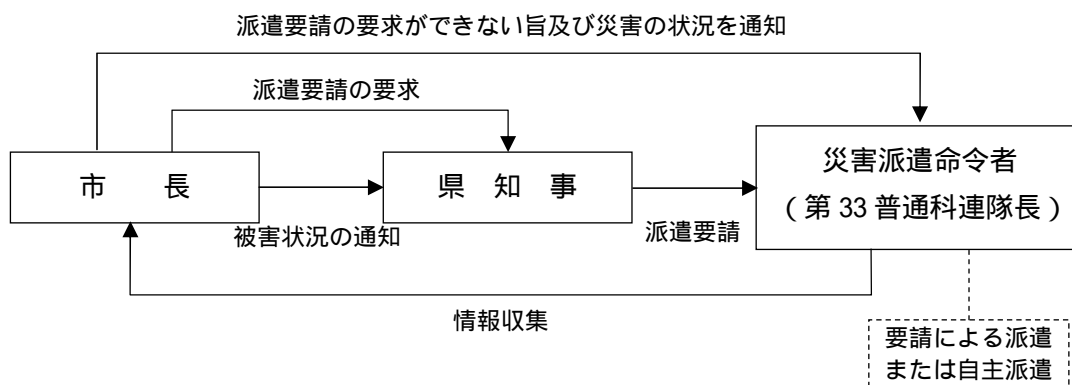 派遣要請の要求ができない旨及び災害の状況を通知
派遣要請の要求
市　　長
県　知　事
災害派遣命令者
（第 33 普通科連隊長）
被害状況の通知
派遣要請
情報収集
要請による派遣
または自主派遣